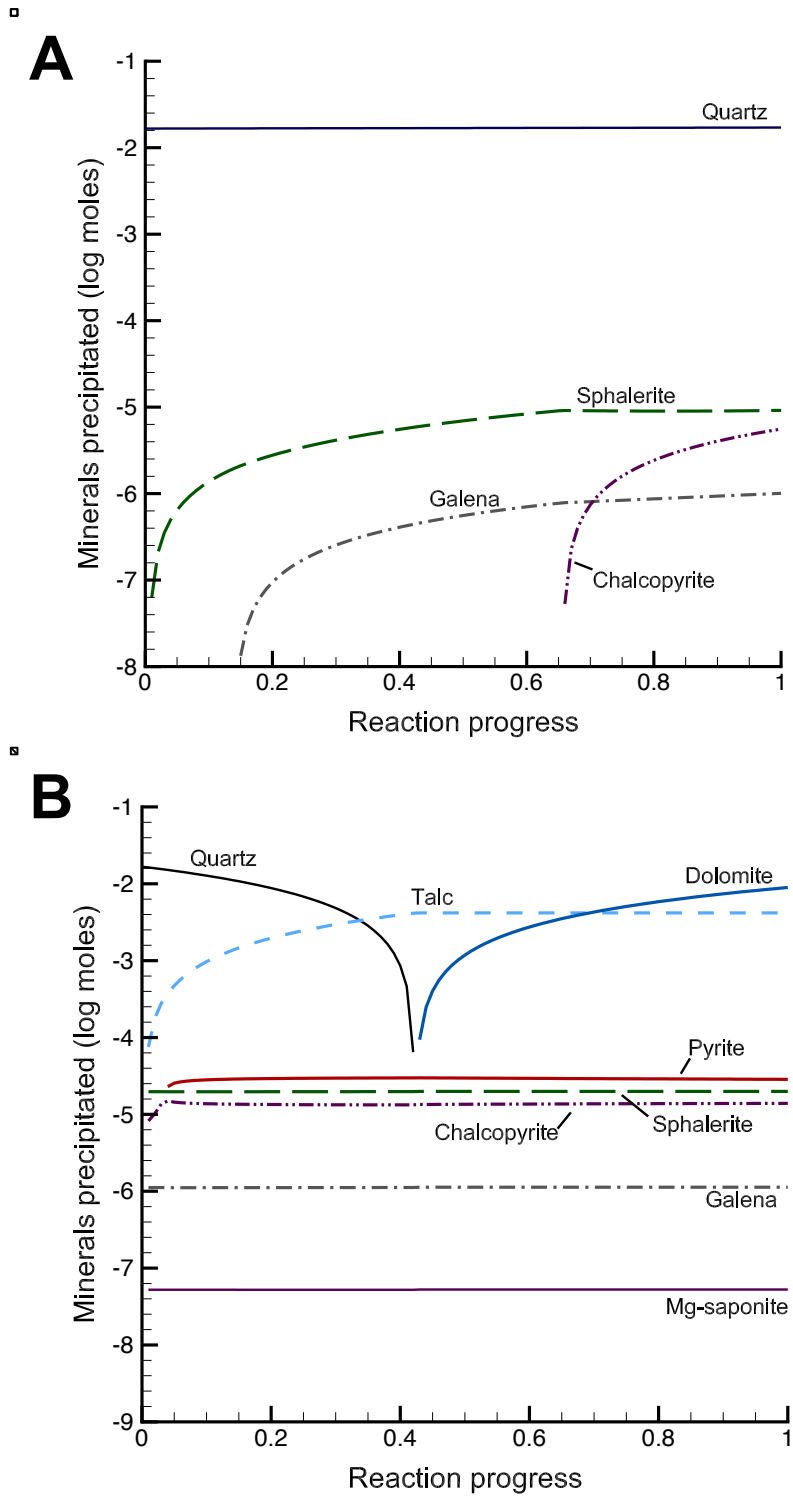 A
-1
Quartz
-2
-3
-4
Sphalerite
-5
Galena
-6
Chalcopyrite
-7
-8
0 0.2 0.4 0.6 0.8 1
Minerals precipitated (log moles)
Reaction progress
B
-1
Quartz
Talc
Dolomite
-2
-3
-4
Pyrite
-5
Chalcopyrite
Sphalerite
-6
Galena
-7
Mg-saponite
-8
-9
0 0.2 0.4 0.6 0.8 1
Minerals precipitated (log moles)
Reaction progress